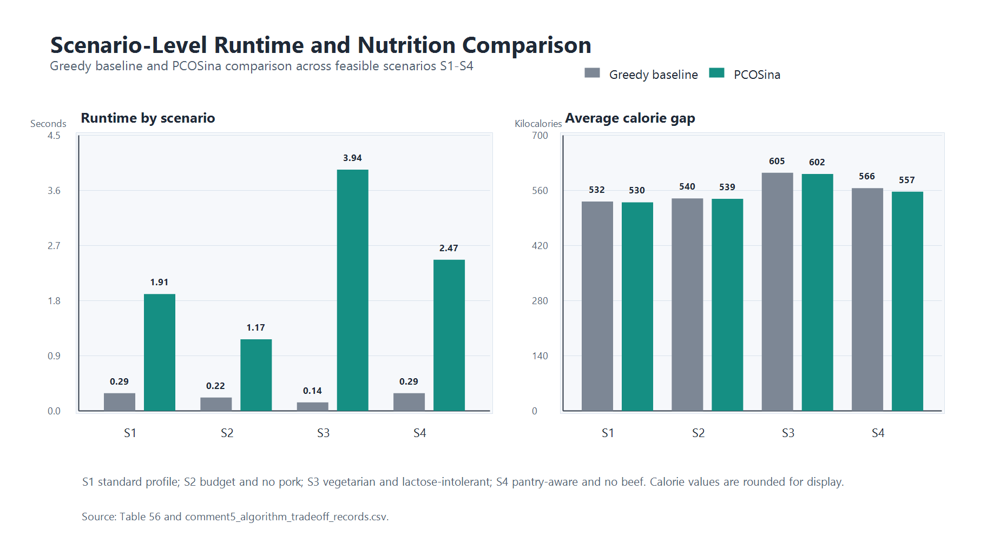 Scenario-Level Runtime and Nutrition Comparison
Greedy baseline and PCOSina comparison across feasible scenarios S1-S4
Greedy baseline
PCOSina
Seconds
Runtime by scenario
4.5
3.6
2.7
1.8
0.9
0.0
0.29
1.91
0.22
1.17
0.14
3.94
0.29
2.47
S1
S2
S3
S4
Kilocalories
Average calorie gap
700
560
420
280
140
0
532
530
540
539
605
602
566
557
S1
S2
S3
S4
S1 standard profile; S2 budget and no pork; S3 vegetarian and lactose-intolerant; S4 pantry-aware and no beef. Calorie values are rounded for display.
Source: Table 56 and comment5_algorithm_tradeoff_records.csv.